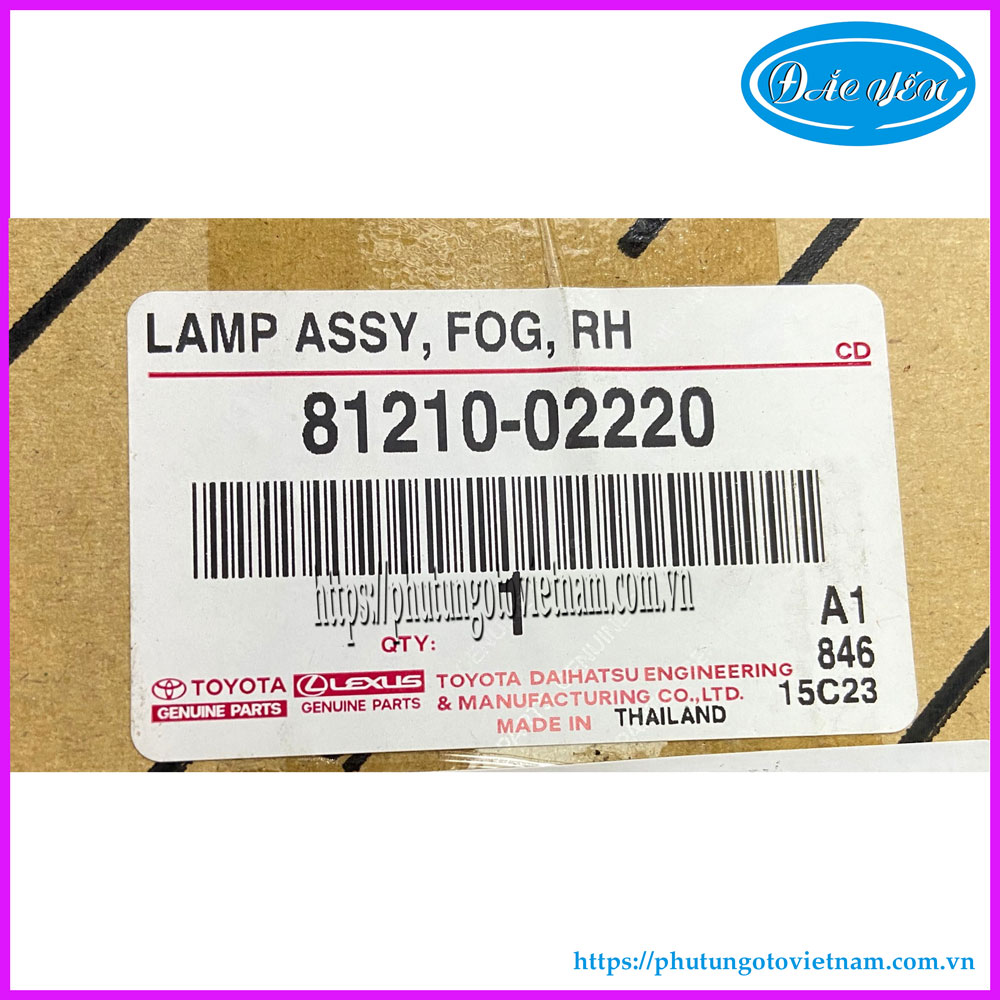 ĐẮC YẾN
LAMP ASSY, FOG, RH
CD
81210-02220
https://phutungotovietnam.com.vn
QTY: 1
A1
846
15C23
TOYOTA
GENUINE PARTS
LEXUS
GENUINE PARTS
TOYOTA DAIHATSU ENGINEERING
& MANUFACTURING CO.,LTD.
MADE IN THAILAND
https://phutungotovietnam.com.vn